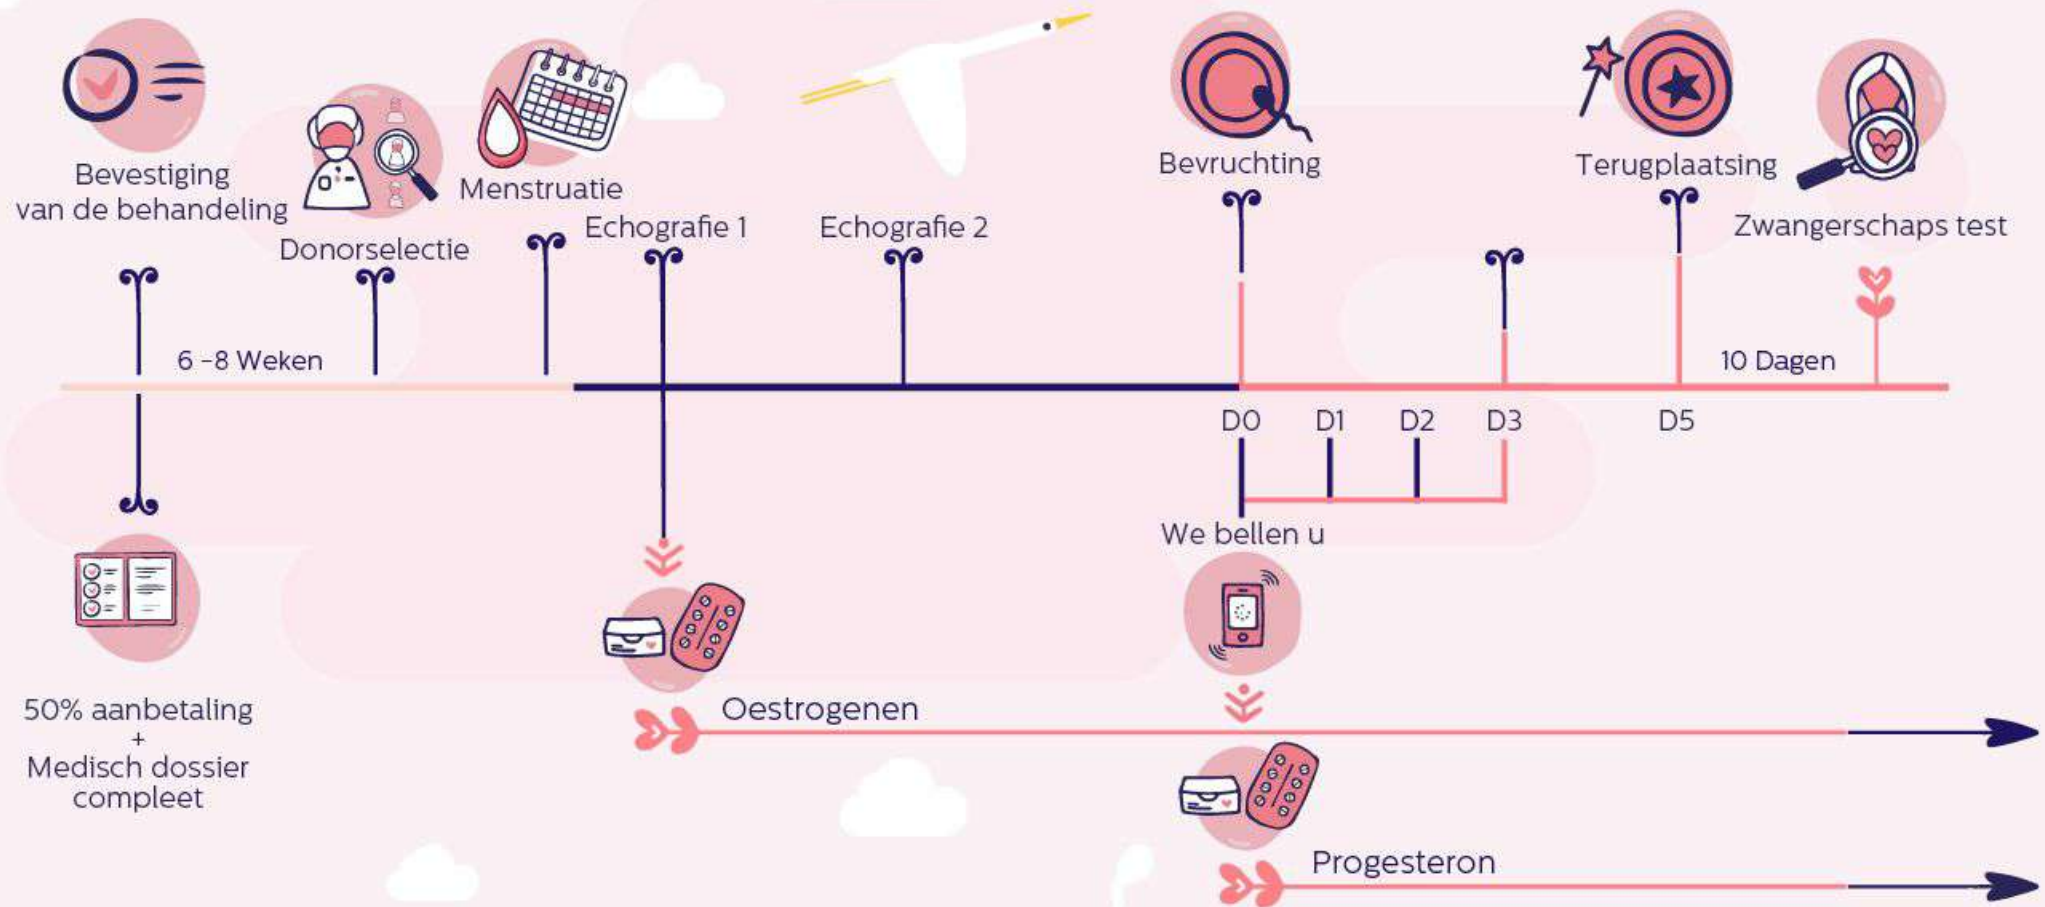 Bevestiging
van de behandeling
Donorselectie
Menstruatie
Echografie 1
Echografie 2
Bevruchting
Terugplaatsing
Zwangerschaps test
6 -8 Weken
10 Dagen
D0
D1
D2
D3
D5
We bellen u
50% aanbetaling
+
Medisch dossier
compleet
Oestrogenen
Progesteron